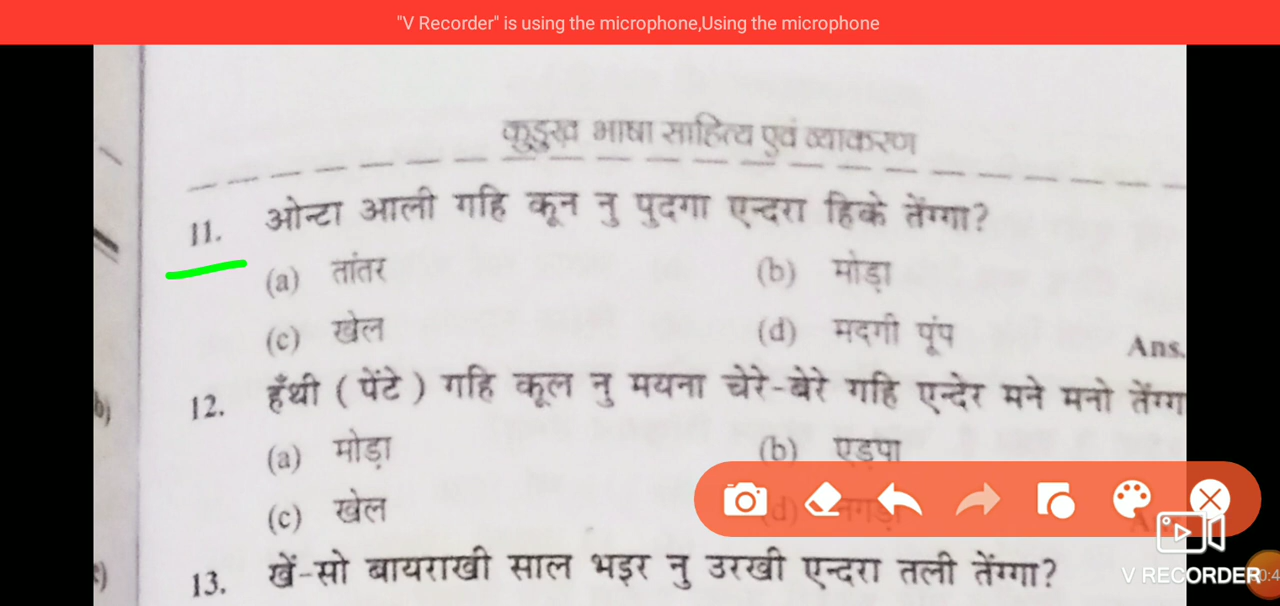 "V Recorder" is using the microphone,Using the microphone
कुड़ुख भाषा साहित्य एवं व्याकरण
11. ओन्टा आली गहि कून नु पुदगा एन्दरा हिके तेंग्गा?
(a) तांतर (b) मोड़ा
(c) खेल (d) मदगी पूंप Ans.
12. हँथी ( पेंटे ) गहि कूल नु मयना चेरे-बेरे गहि एन्देर मने मनो तेंग्ग
(a) मोड़ा (b) एड़पा
(c) खेल (d)
13. खें-सो बायराखी साल भइर नु उरखी एन्दरा तली तेंग्गा?
V RECORDER